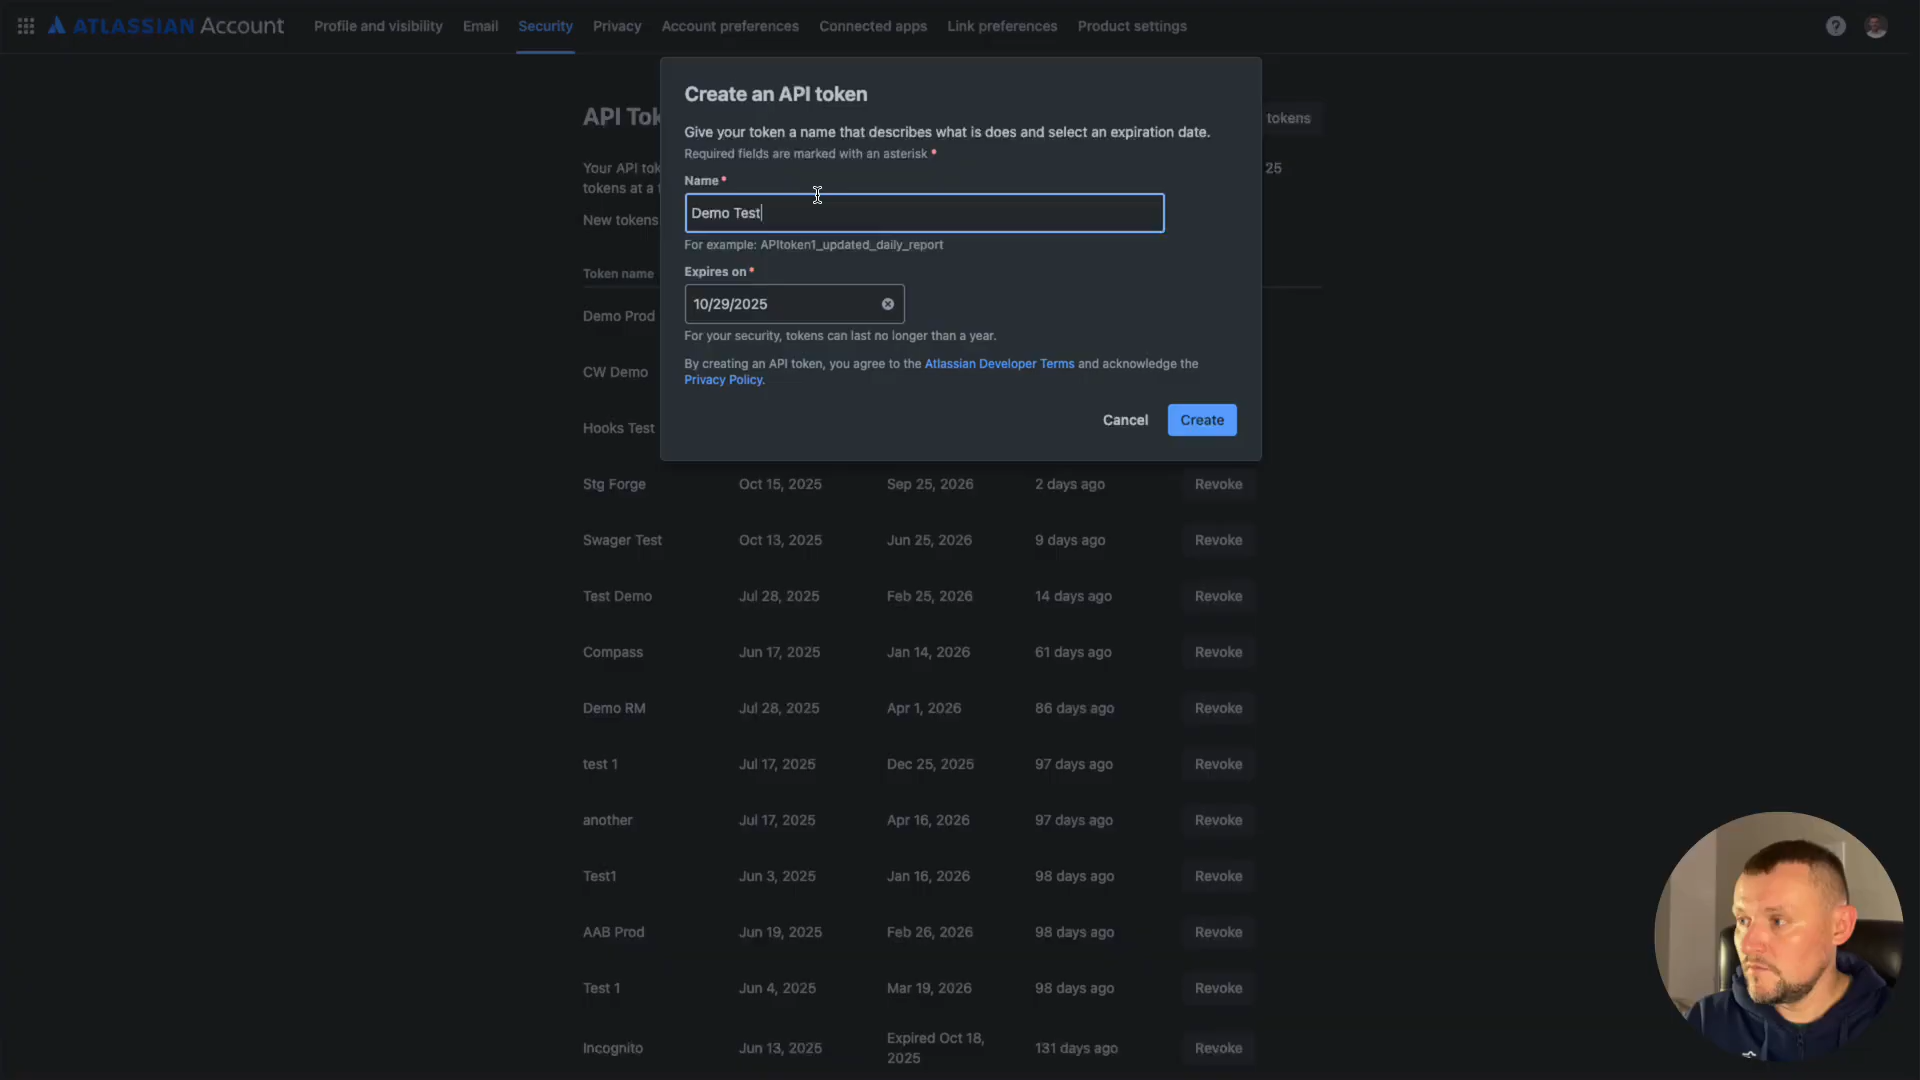 ATLASSIAN Account
Profile and visibility
Email
Security
Privacy
Account preferences
Connected apps
Link preferences
Product settings
API Tok
tokens
Your API tok
25
tokens at a
New tokens
Token name
Create an API token
Give your token a name that describes what is does and select an expiration date.
Required fields are marked with an asterisk *
Name *
Demo Test
For example: APItoken1_updated_daily_report
Expires on *
10/29/2025
For your security, tokens can last no longer than a year.
By creating an API token, you agree to the Atlassian Developer Terms and acknowledge the
Privacy Policy.
Cancel
Create
Demo Prod
CW Demo
Hooks Test
Stg Forge Oct 15, 2025 Sep 25, 2026 2 days ago Revoke
Swager Test Oct 13, 2025 Jun 25, 2026 9 days ago Revoke
Test Demo Jul 28, 2025 Feb 25, 2026 14 days ago Revoke
Compass Jun 17, 2025 Jan 14, 2026 61 days ago Revoke
Demo RM Jul 28, 2025 Apr 1, 2026 86 days ago Revoke
test 1 Jul 17, 2025 Dec 25, 2025 97 days ago Revoke
another Jul 17, 2025 Apr 16, 2026 97 days ago Revoke
Test1 Jun 3, 2025 Jan 16, 2026 98 days ago Revoke
AAB Prod Jun 19, 2025 Feb 26, 2026 98 days ago Revoke
Test 1 Jun 4, 2025 Mar 19, 2026 98 days ago Revoke
Incognito Jun 13, 2025 Expired Oct 18, 131 days ago Revoke
2025